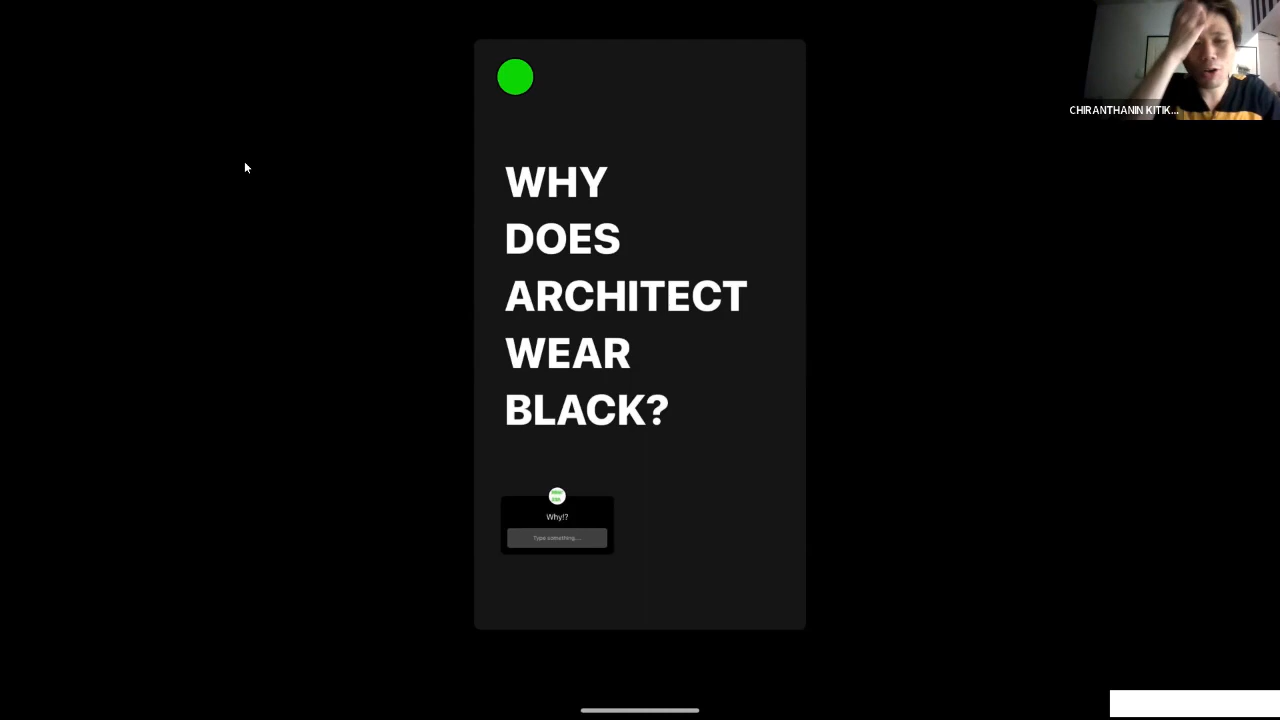 CHIRANTHANIN KITIK...
WHY
DOES
ARCHITECT
WEAR
BLACK?
Why!?
Type something...